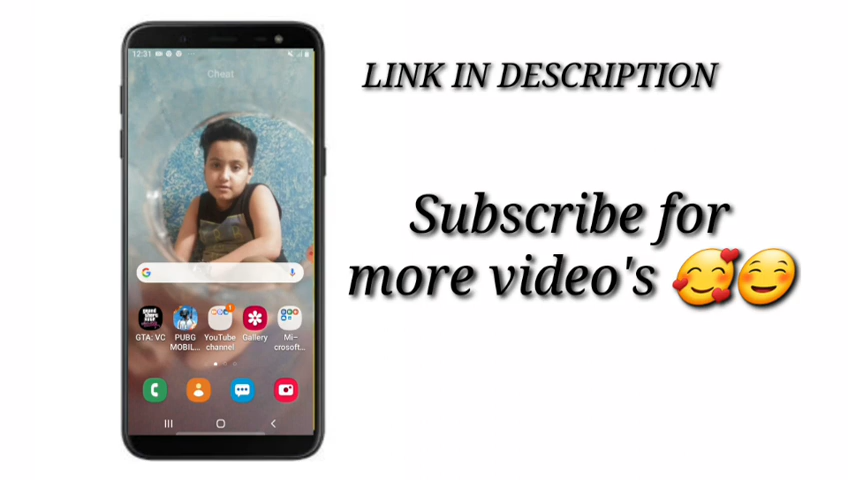 12:31
Cheat
GTA: VC
PUBG MOBIL...
YouTube channel
Gallery
Mi-
crosoft...
LINK IN DESCRIPTION
Subscribe for
more video's 🥰☺️